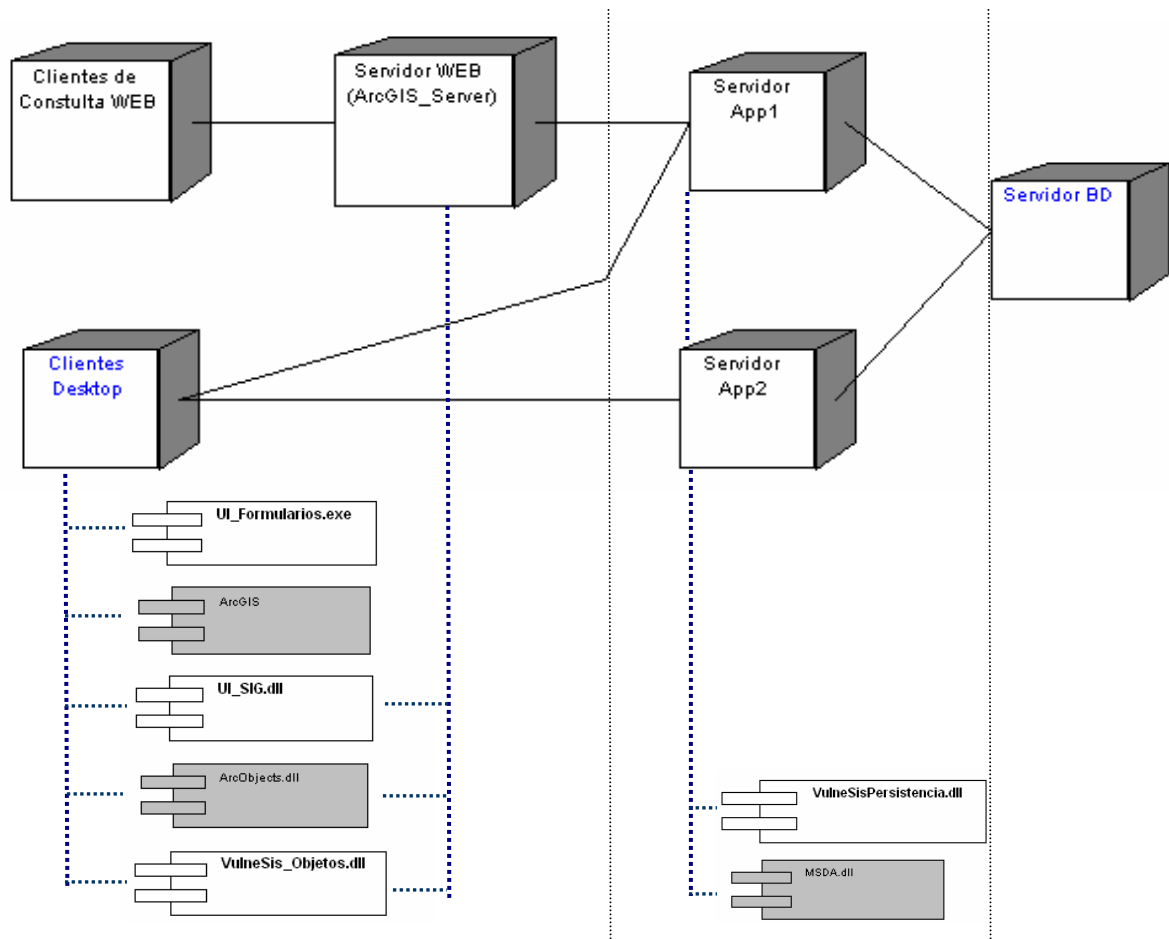 Clientes de
Constulta WEB
Servidor WEB
(ArcGIS_Server)
Servidor
App1
Servidor BD
Clientes
Desktop
Servidor
App2
UI_Formularios.exe
ArcGIS
UI_SIG.dll
ArcObjects.dll
VulneSis_Objetos.dll
VulneSisPersistencia.dll
MSDA.dll